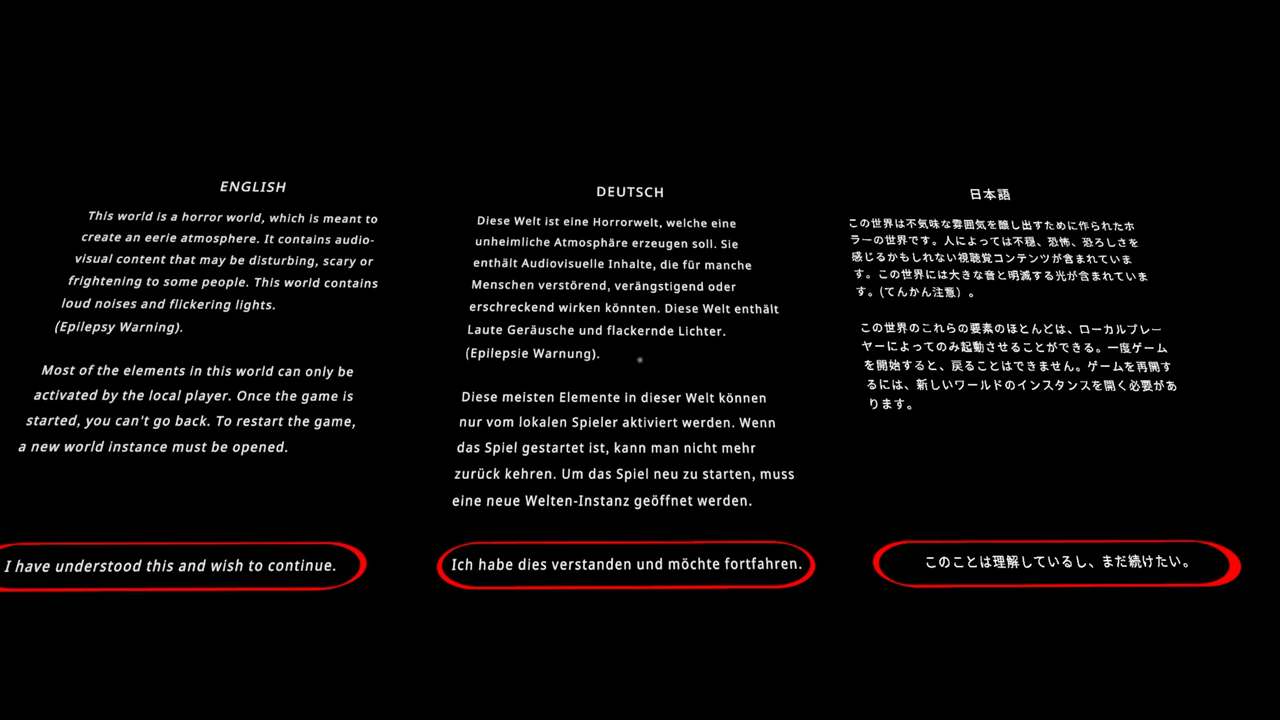 ENGLISH
This world is a horror world, which is meant to
create an eerie atmosphere. It contains audio-
visual content that may be disturbing, scary or
frightening to some people. This world contains
loud noises and flickering lights.
(Epilepsy Warning).
Most of the elements in this world can only be
activated by the local player. Once the game is
started, you can't go back. To restart the game,
a new world instance must be opened.
I have understood this and wish to continue.
DEUTSCH
Diese Welt ist eine Horrorwelt, welche eine
unheimliche Atmosphäre erzeugen soll. Sie
enthält Audiovisuelle Inhalte, die für manche
Menschen verstörend, verängstigend oder
erschreckend wirken könnten. Diese Welt enthält
Laute Geräusche und flackernde Lichter.
(Epilepsie Warnung).
Diese meisten Elemente in dieser Welt können
nur vom lokalen Spieler aktiviert werden. Wenn
das Spiel gestartet ist, kann man nicht mehr
zurück kehren. Um das Spiel neu zu starten, muss
eine neue Welten-Instanz geöffnet werden.
Ich habe dies verstanden und möchte fortfahren.
日本語
この世界は不気味な雰囲気を醸し出すために作られたホ
ラーの世界です。人によっては不穏、恐怖、恐ろしさを
感じるかもしれない視聴覚コンテンツが含まれていま
す。この世界には大きな音と明滅する光が含まれていま
す。(てんかん注意）。
この世界のこれらの要素のほとんどは、ローカルプレー
ヤーによってのみ起動させることができる。一度ゲーム
を開始すると、戻ることはできません。ゲームを再開す
るには、新しいワールドのインスタンスを開く必要があ
ります。
このことは理解しているし、まだ続けたい。